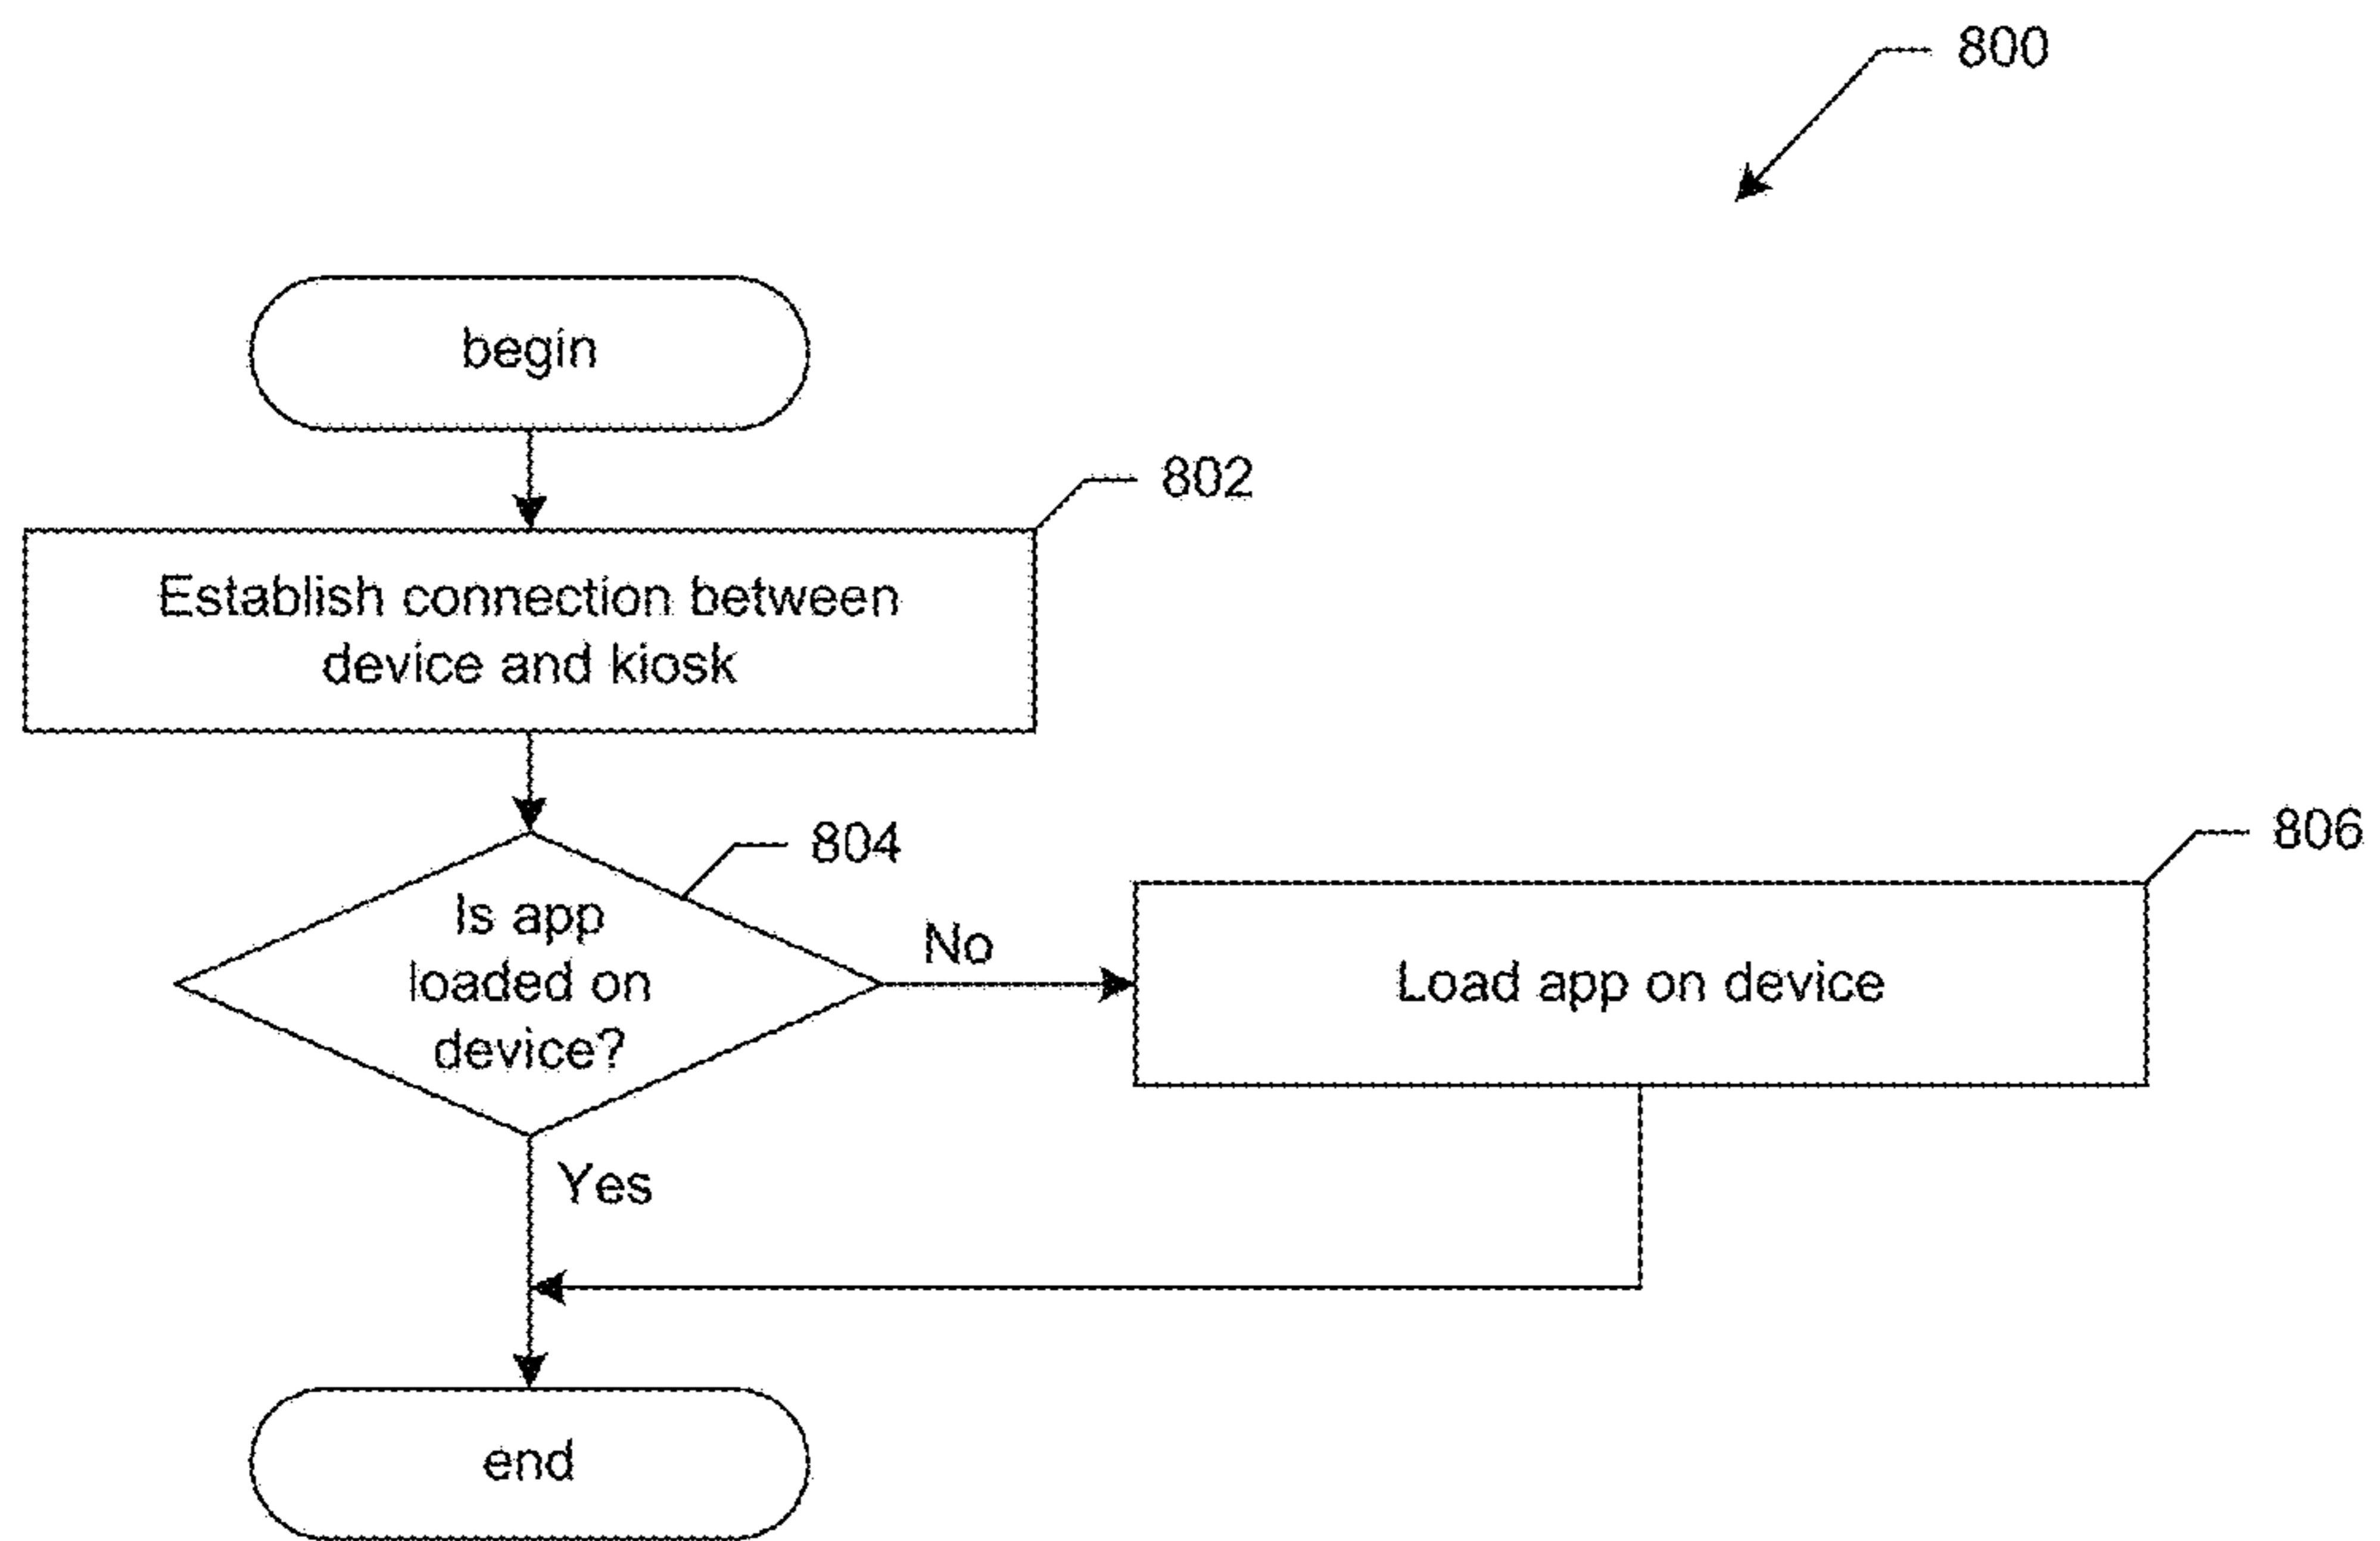 800
begin
802
Establish connection between
device and kiosk
804
806
Is app
loaded on
device?
No
Load app on device
Yes
end